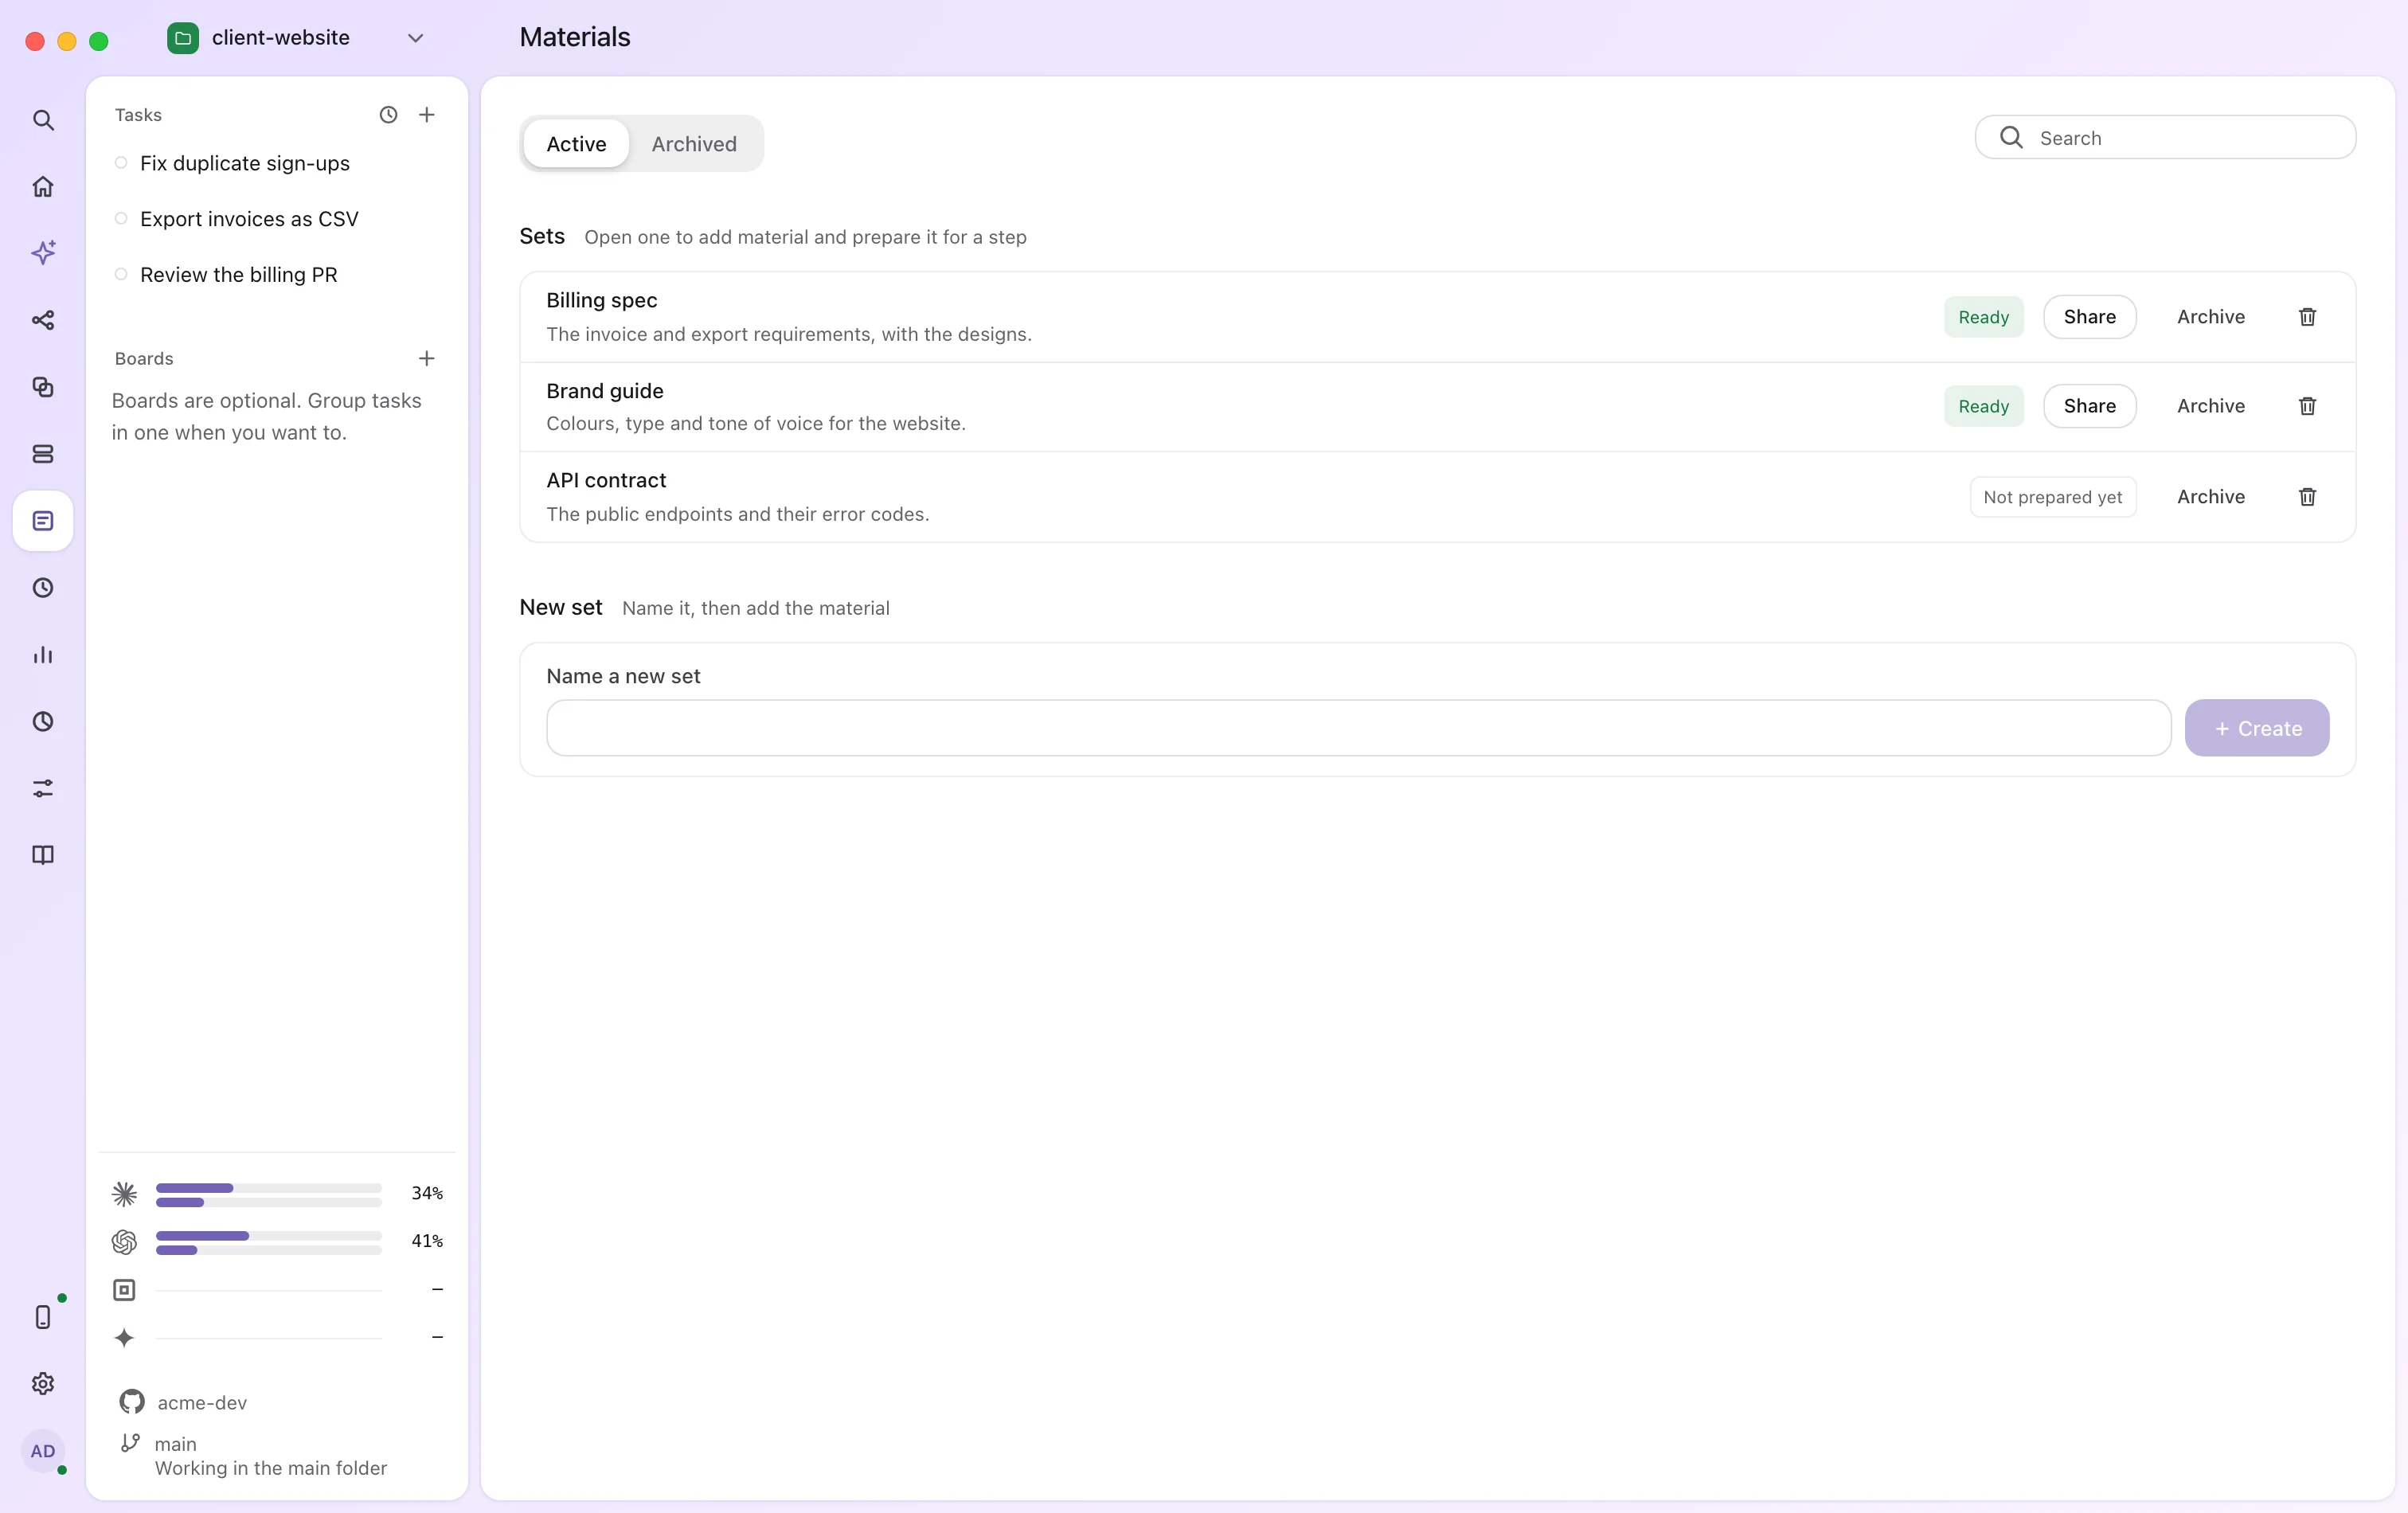 client-website
Materials
Tasks
Fix duplicate sign-ups
Export invoices as CSV
Review the billing PR
Boards
Boards are optional. Group tasks
in one when you want to.
34%
41%
–
–
acme-dev
main
Working in the main folder
AD
Active
Archived
Search
Sets
Open one to add material and prepare it for a step
Billing spec
The invoice and export requirements, with the designs.
Ready
Share
Archive
Brand guide
Colours, type and tone of voice for the website.
Ready
Share
Archive
API contract
The public endpoints and their error codes.
Not prepared yet
Archive
New set
Name it, then add the material
Name a new set
+ Create